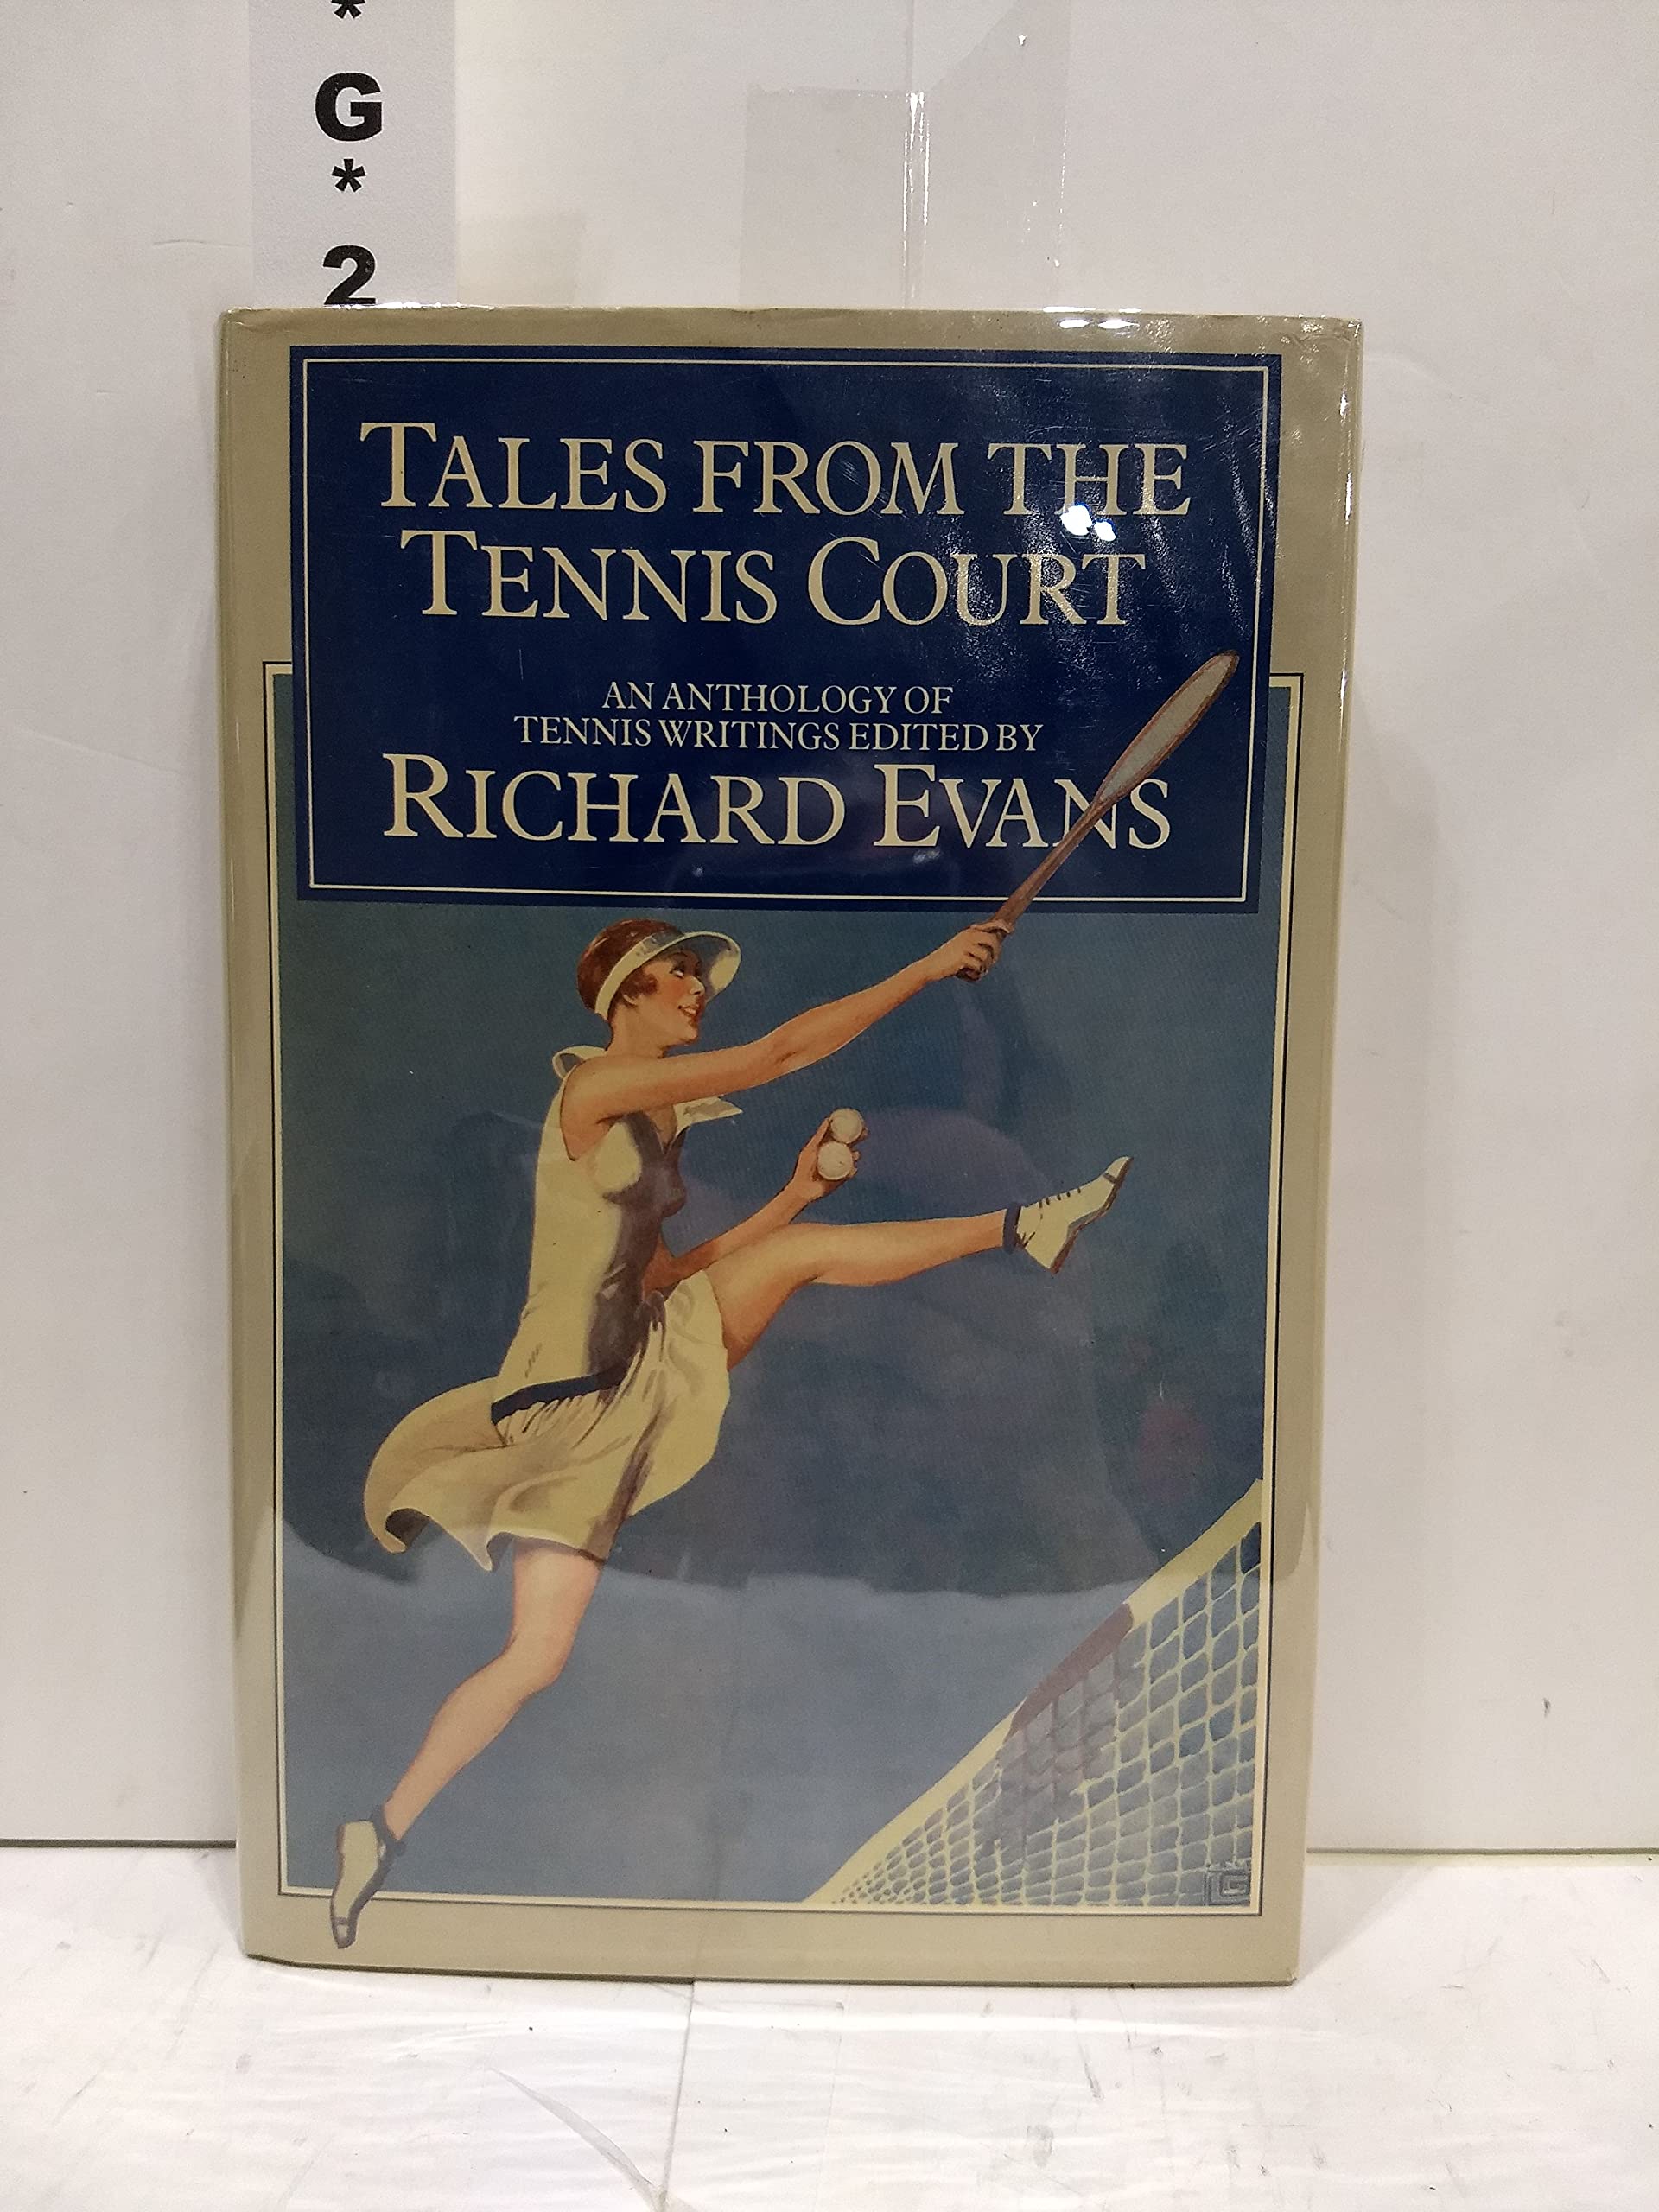 *
G
*
2
TALES FROM THE
TENNIS COURT
AN ANTHOLOGY OF
TENNIS WRITINGS EDITED BY
RICHARD EVANS